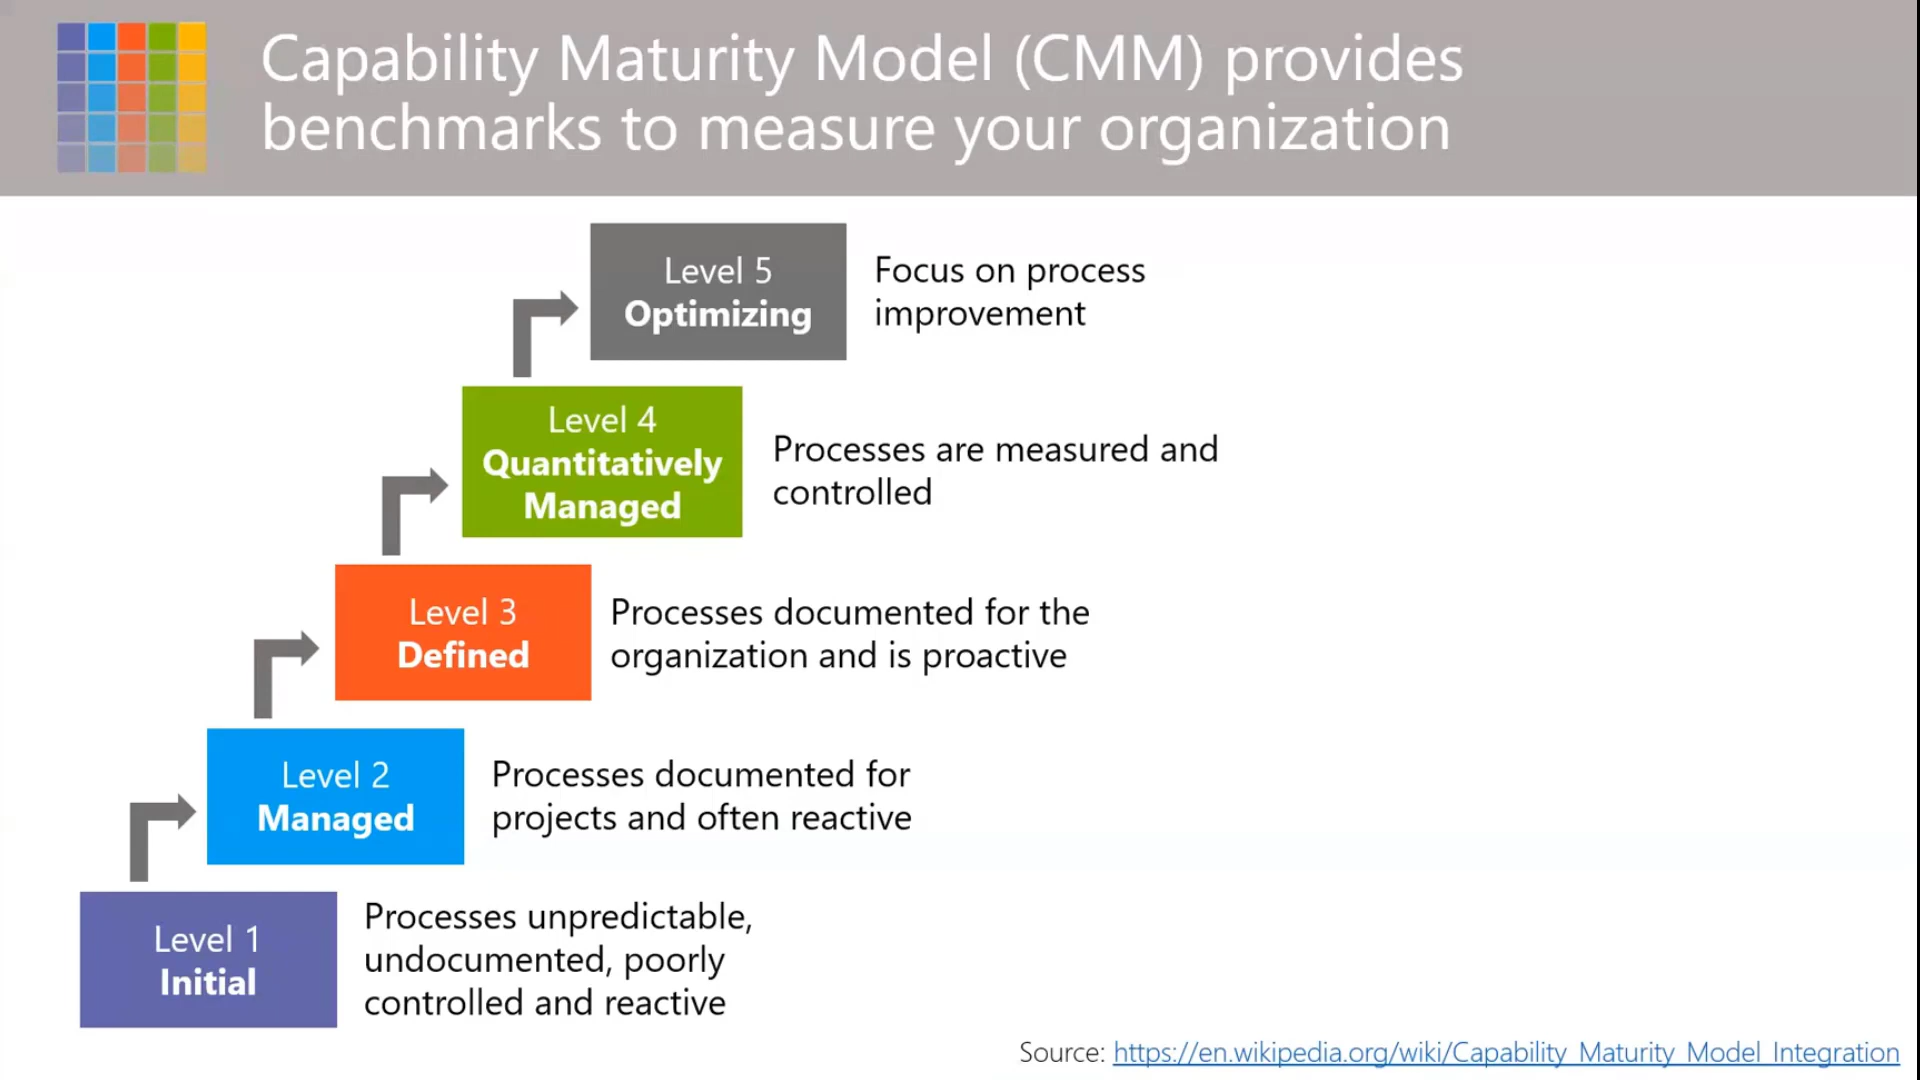 Capability Maturity Model (CMM) provides
benchmarks to measure your organization
Level 5
Optimizing
Focus on process
improvement
Level 4
Quantitatively
Managed
Processes are measured and
controlled
Level 3
Defined
Processes documented for the
organization and is proactive
Level 2
Managed
Processes documented for
projects and often reactive
Level 1
Initial
Processes unpredictable,
undocumented, poorly
controlled and reactive
Source: https://en.wikipedia.org/wiki/Capability_Maturity_Model_Integration